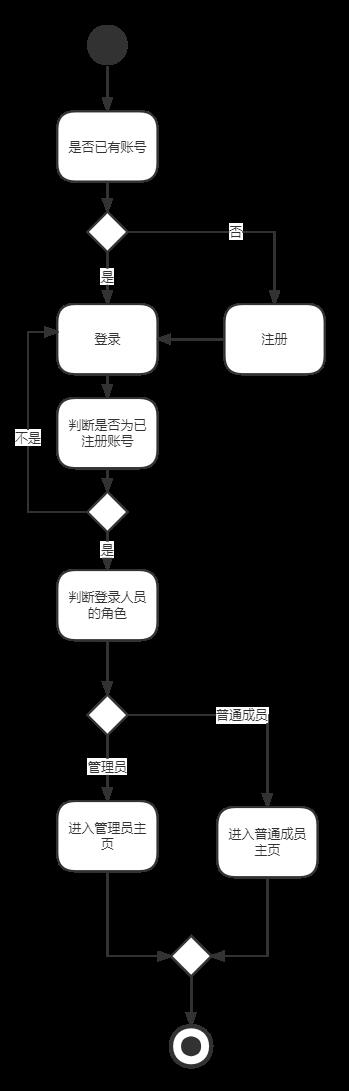 是否已有账号
否
是
登录
注册
判断是否为已
注册账号
不是
是
判断登录人员
的角色
普通成员
管理员
进入管理员主
页
进入普通成员
主页